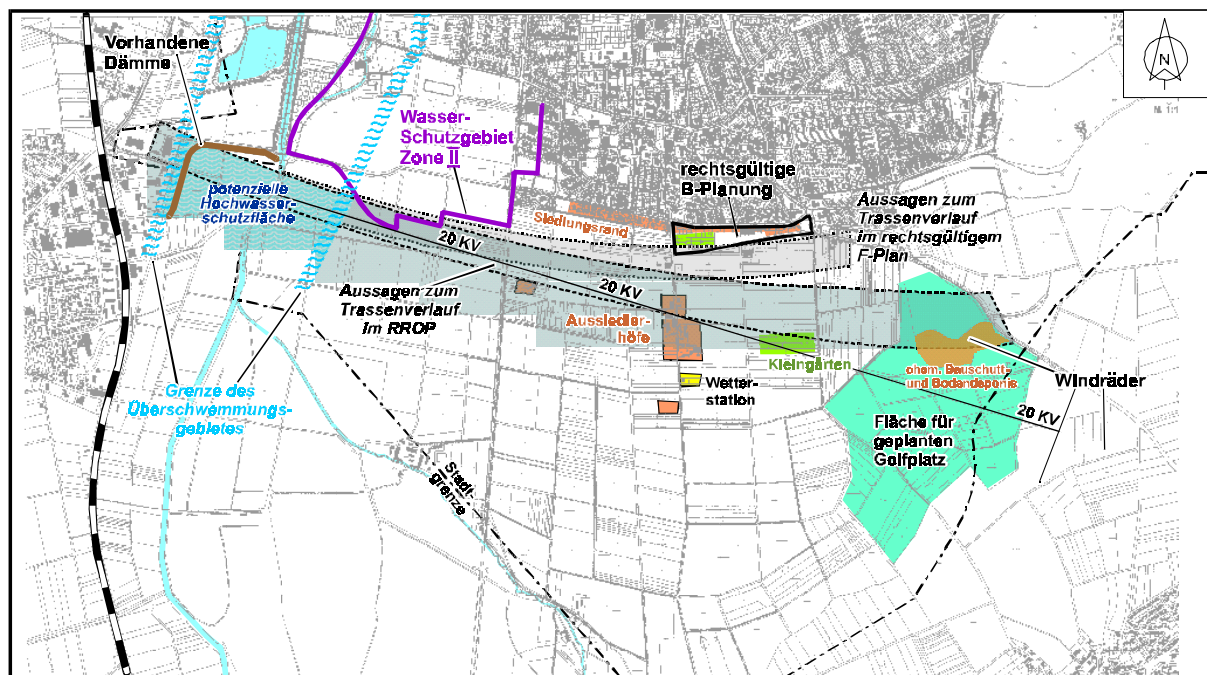 Vorhandene
Dämme
N
M. 1:1
Wasser-
Schutzgebiet
Zone II
rechtsgültige
B-Planung
potenzielle
Hochwasser-
schutzfläche
Siedlungsrand
Aussagen zum
Trassenverlauf
im rechtsgültigem
F-Plan
20 KV
20 KV
Aussagen zum
Trassenverlauf
im RROP
Aussiedler-
höfe
Kleingärten
ehem. Bauschutt-
und Bodendeponie
Windräder
Wetter-
station
20 KV
Grenze des
Überschwemmungs-
gebietes
Fläche für
geplanten
Golfplatz
Stadt-
grenze